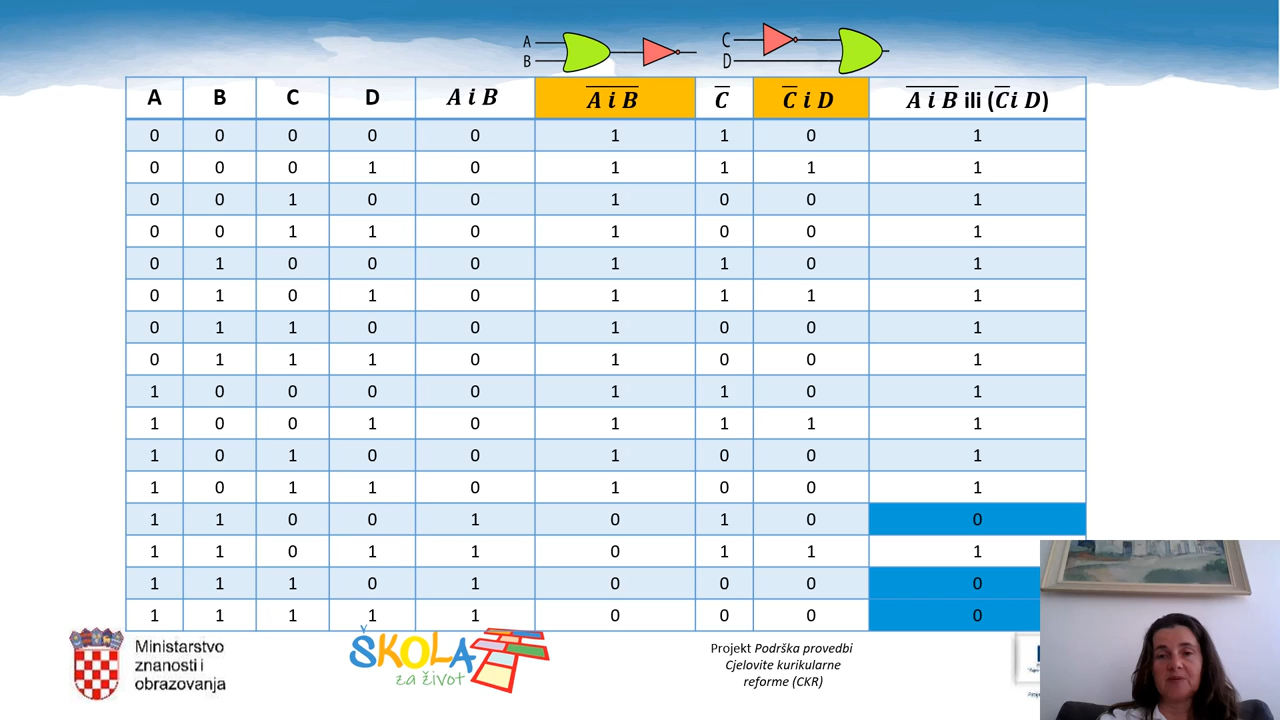 A
B
C
D
A B C D A i B A̅ ̅i̅ ̅B̅ C̅ C̅ i D A̅ ̅i̅ ̅B̅ ili (C̅ i D)
0 0 0 0 0 1 1 0 1
0 0 0 1 0 1 1 1 1
0 0 1 0 0 1 0 0 1
0 0 1 1 0 1 0 0 1
0 1 0 0 0 1 1 0 1
0 1 0 1 0 1 1 1 1
0 1 1 0 0 1 0 0 1
0 1 1 1 0 1 0 0 1
1 0 0 0 0 1 1 0 1
1 0 0 1 0 1 1 1 1
1 0 1 0 0 1 0 0 1
1 0 1 1 0 1 0 0 1
1 1 0 0 1 0 1 0 0
1 1 0 1 1 0 1 1 1
1 1 1 0 1 0 0 0 0
1 1 1 1 1 0 0 0 0
Ministarstvo
znanosti i
obrazovanja
ŠKOLA
za život
Projekt Podrška provedbi
Cjelovite kurikularne
reforme (CKR)